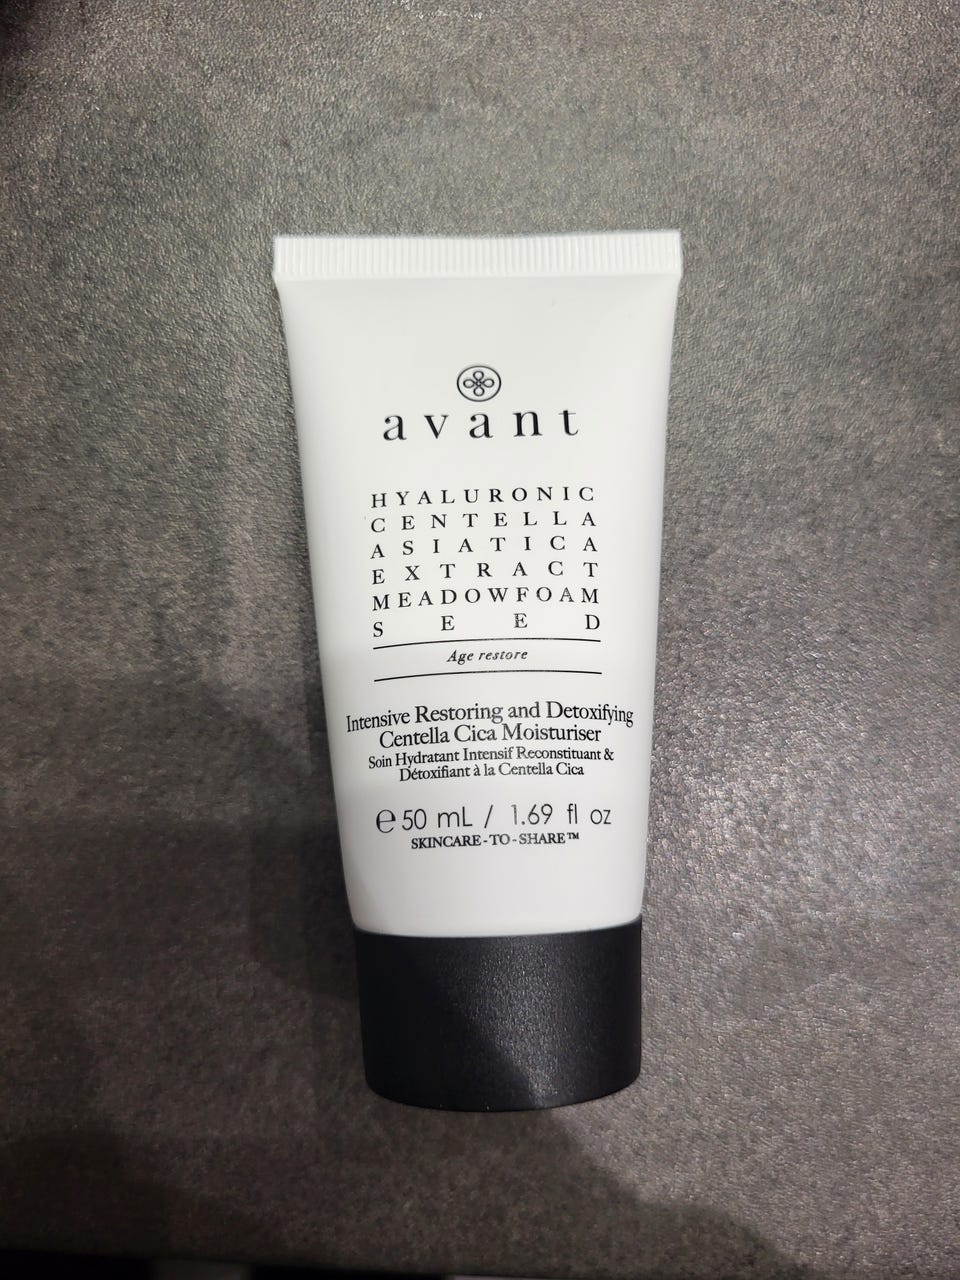 avant
HYALURONIC
CENTELLA
ASIATICA
EXTRACT
MEADOWFOAM
SEED
Age restore
Intensive Restoring and Detoxifying
Centella Cica Moisturiser
Soin Hydratant Intensif Reconstituant &
Détoxifiant à la Centella Cica
℮ 50 mL / 1.69 fl oz
SKINCARE-TO-SHARE™